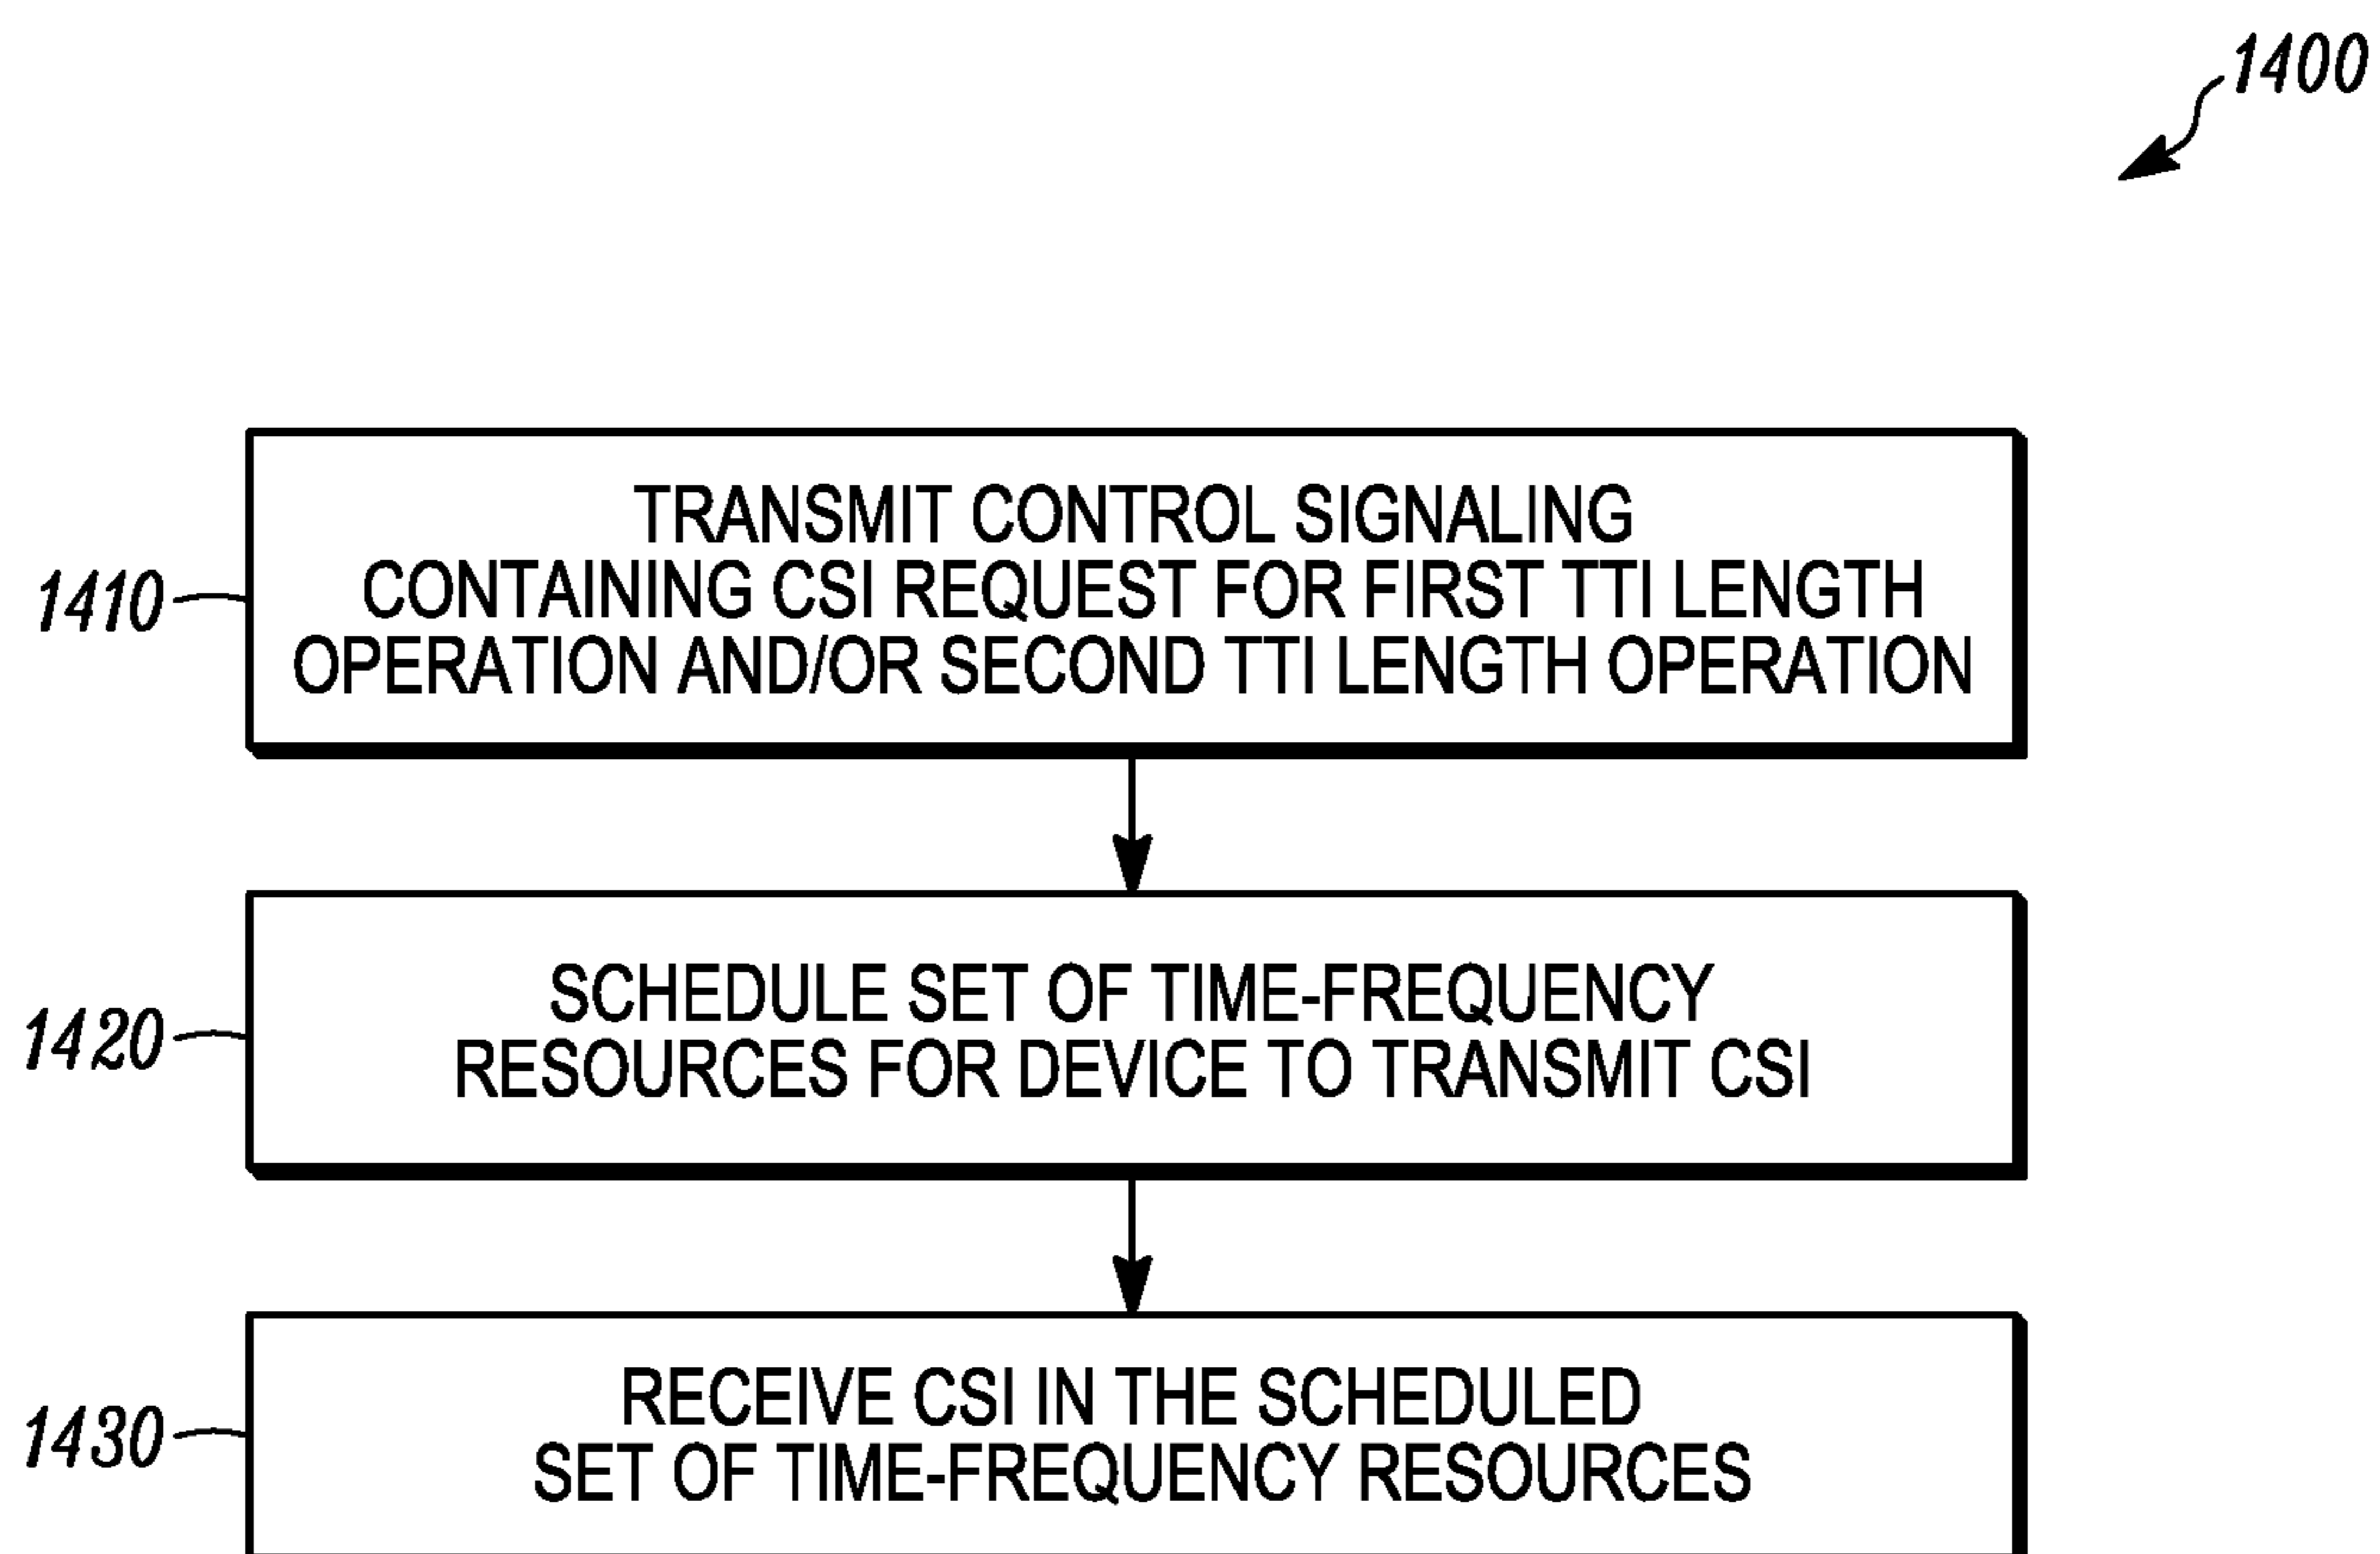 1400
1410
TRANSMIT CONTROL SIGNALING
CONTAINING CSI REQUEST FOR FIRST TTI LENGTH
OPERATION AND/OR SECOND TTI LENGTH OPERATION
1420
SCHEDULE SET OF TIME-FREQUENCY
RESOURCES FOR DEVICE TO TRANSMIT CSI
1430
RECEIVE CSI IN THE SCHEDULED
SET OF TIME-FREQUENCY RESOURCES